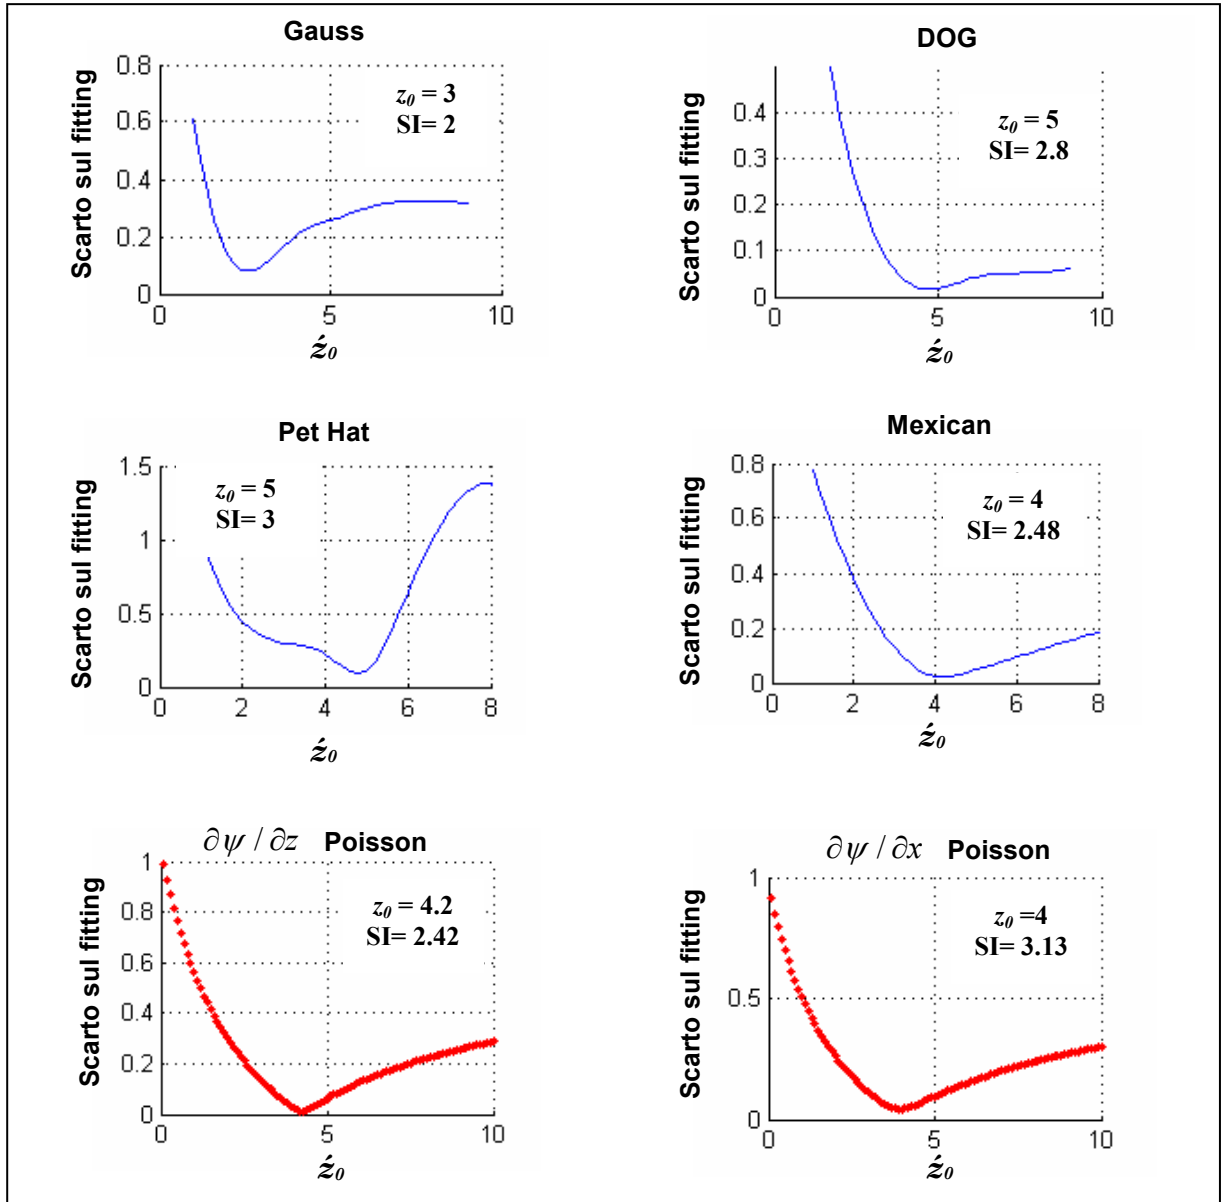 Gauss
Scarto sul fitting
0.8
0.6
0.4
0.2
0
z₀ = 3
SI= 2
0 5 10
ź₀
DOG
Scarto sul fitting
0.4
0.3
0.2
0.1
0
z₀ = 5
SI= 2.8
0 5 10
ź₀
Pet Hat
Scarto sul fitting
1.5
1
0.5
0
z₀ = 5
SI= 3
0 2 4 6 8
ź₀
Mexican
Scarto sul fitting
0.8
0.6
0.4
0.2
0
z₀ = 4
SI= 2.48
0 2 4 6 8
ź₀
∂ψ / ∂z Poisson
Scarto sul fitting
1
0.8
0.6
0.4
0.2
0
z₀ = 4.2
SI= 2.42
0 5 10
ź₀
∂ψ / ∂x Poisson
Scarto sul fitting
1
0.5
0
z₀ =4
SI= 3.13
0 5 10
ź₀